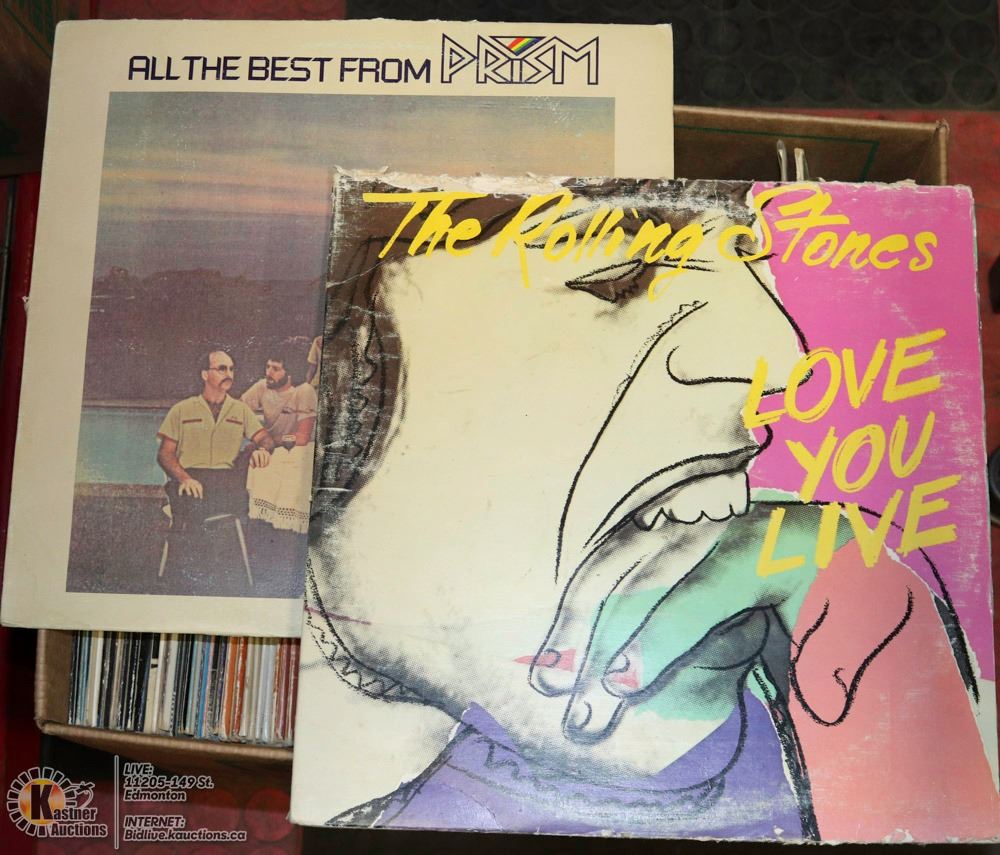 ALL THE BEST FROM PRISM
The Rolling Stones
LOVE
YOU
LIVE
Kastner
Auctions
LIVE:
11205-149 St.
Edmonton
INTERNET:
Bidlive.kauctions.ca